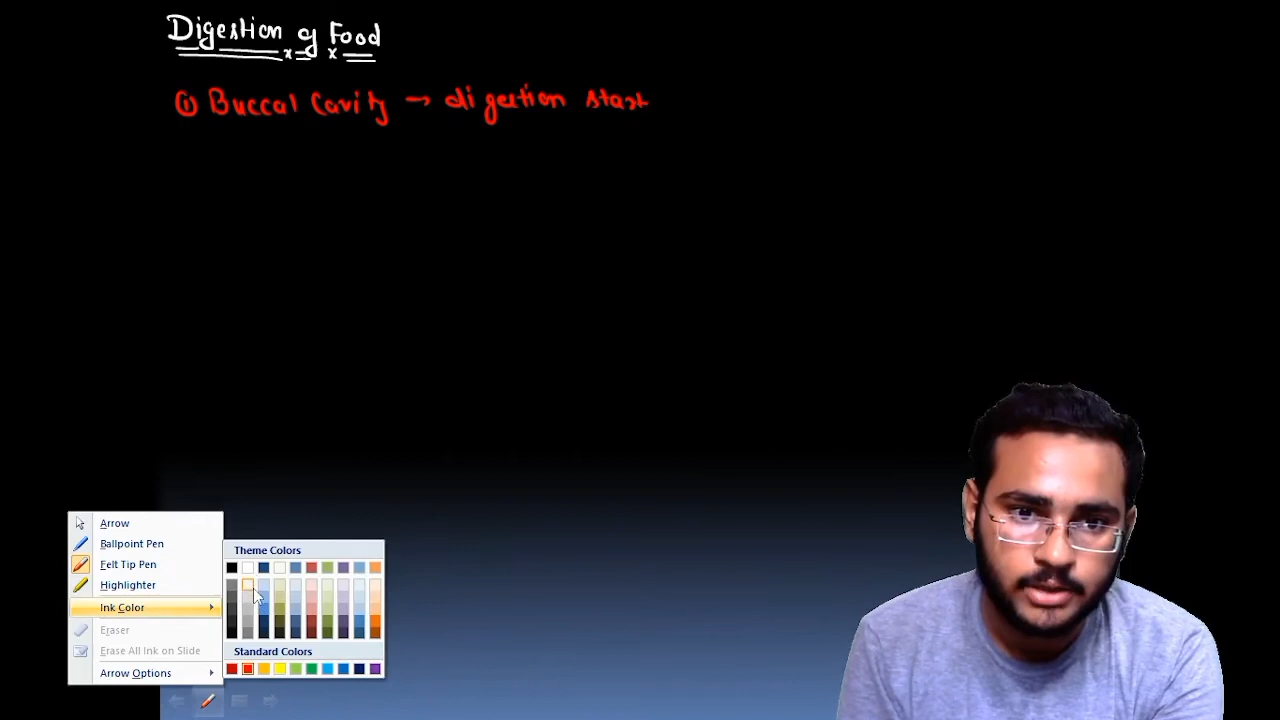 Digestion of Food
① Buccal Cavity → digestion start
Arrow
Ballpoint Pen
Felt Tip Pen
Highlighter
Ink Color
Eraser
Erase All Ink on Slide
Arrow Options
Theme Colors
Standard Colors